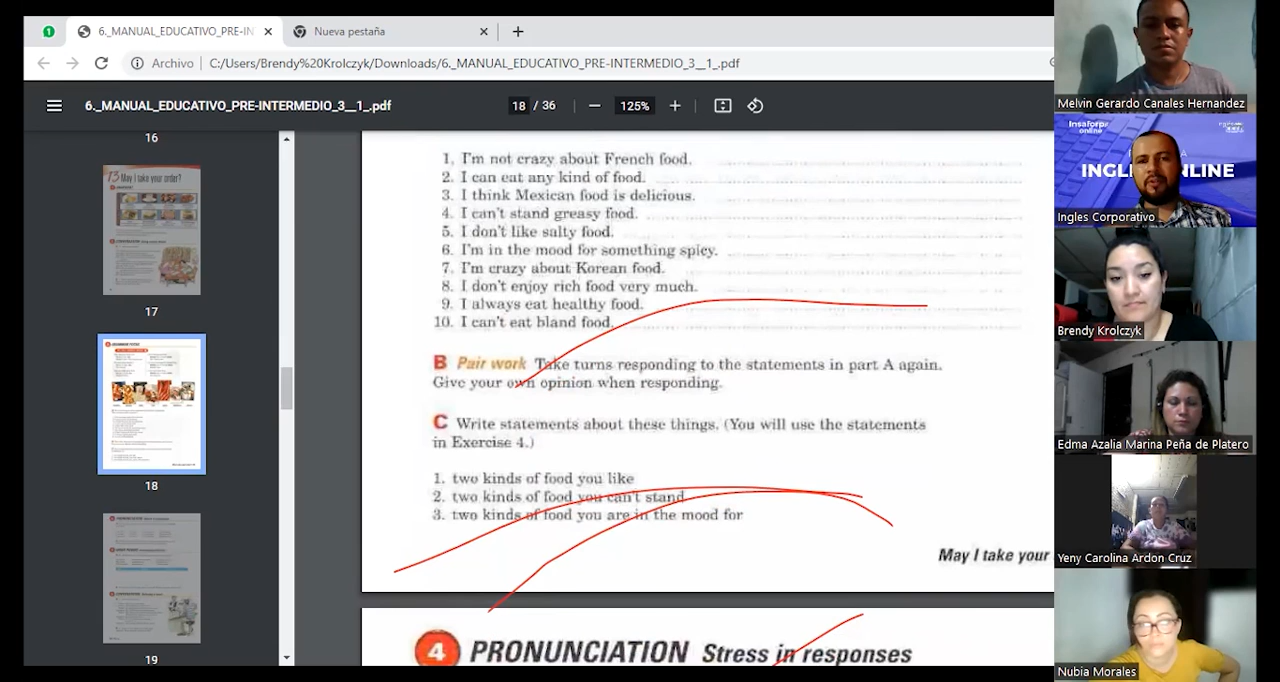 6._MANUAL_EDUCATIVO_PRE-IN
Nueva pestaña
Archivo
C:/Users/Brendy%20Krolczyk/Downloads/6._MANUAL_EDUCATIVO_PRE-INTERMEDIO_3__1_.pdf
6._MANUAL_EDUCATIVO_PRE-INTERMEDIO_3__1_.pdf
18 / 36
125%
16
13 May I take your order?
17
18
19
1. I'm not crazy about French food.
2. I can eat any kind of food.
3. I think Mexican food is delicious.
4. I can't stand greasy food.
5. I don't like salty food.
6. I'm in the mood for something spicy.
7. I'm crazy about Korean food.
8. I don't enjoy rich food very much.
9. I always eat healthy food.
10. I can't eat bland food.
B Pair work Take turns responding to the statements in part A again.
Give your own opinion when responding.
C Write statements about these things. (You will use the statements
in Exercise 4.)
1. two kinds of food you like
2. two kinds of food you can't stand
3. two kinds of food you are in the mood for
May I take your
4 PRONUNCIATION Stress in responses
Melvin Gerardo Canales Hernandez
Insaforp
online
INGL NLINE
Ingles Corporativo
Brendy Krolczyk
Edma Azalia Marina Peña de Platero
Yeny Carolina Ardon Cruz
Nubia Morales